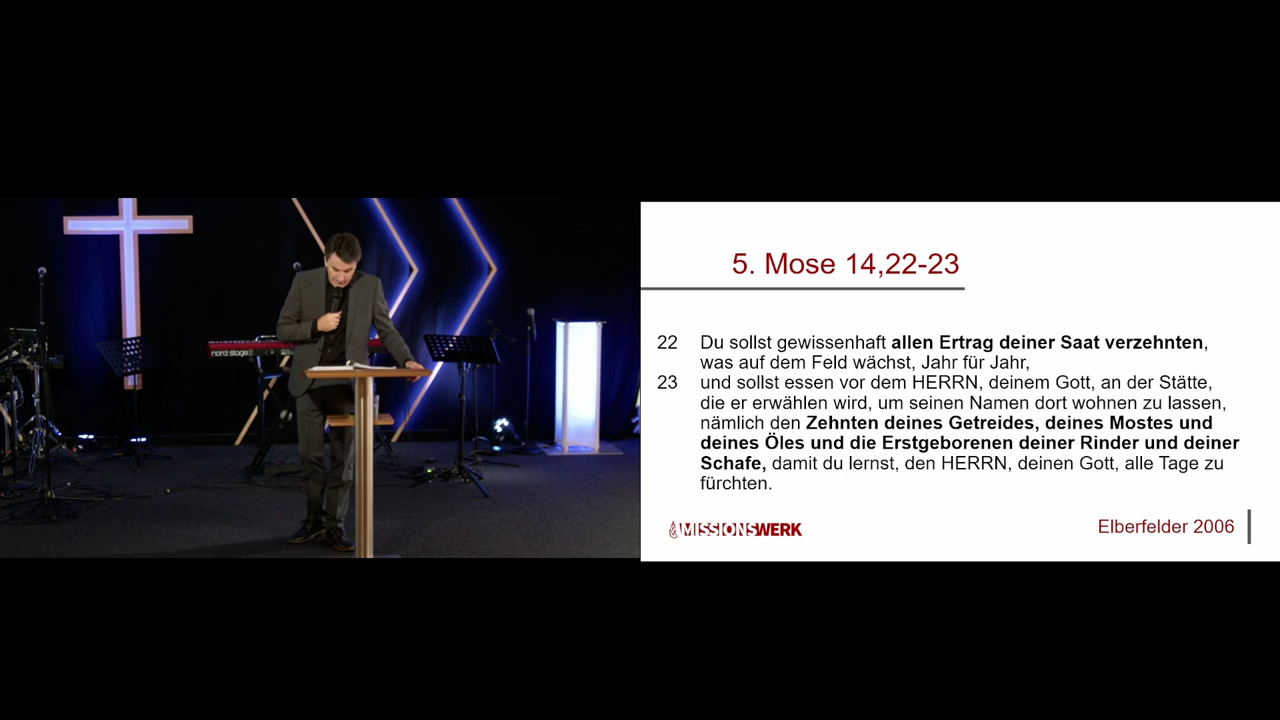 nord stage
5. Mose 14,22-23
22 Du sollst gewissenhaft allen Ertrag deiner Saat verzehnten,
was auf dem Feld wächst, Jahr für Jahr,
23 und sollst essen vor dem HERRN, deinem Gott, an der Stätte,
die er erwählen wird, um seinen Namen dort wohnen zu lassen,
nämlich den Zehnten deines Getreides, deines Mostes und
deines Öles und die Erstgeborenen deiner Rinder und deiner
Schafe, damit du lernst, den HERRN, deinen Gott, alle Tage zu
fürchten.
MISSIONSWERK
Elberfelder 2006